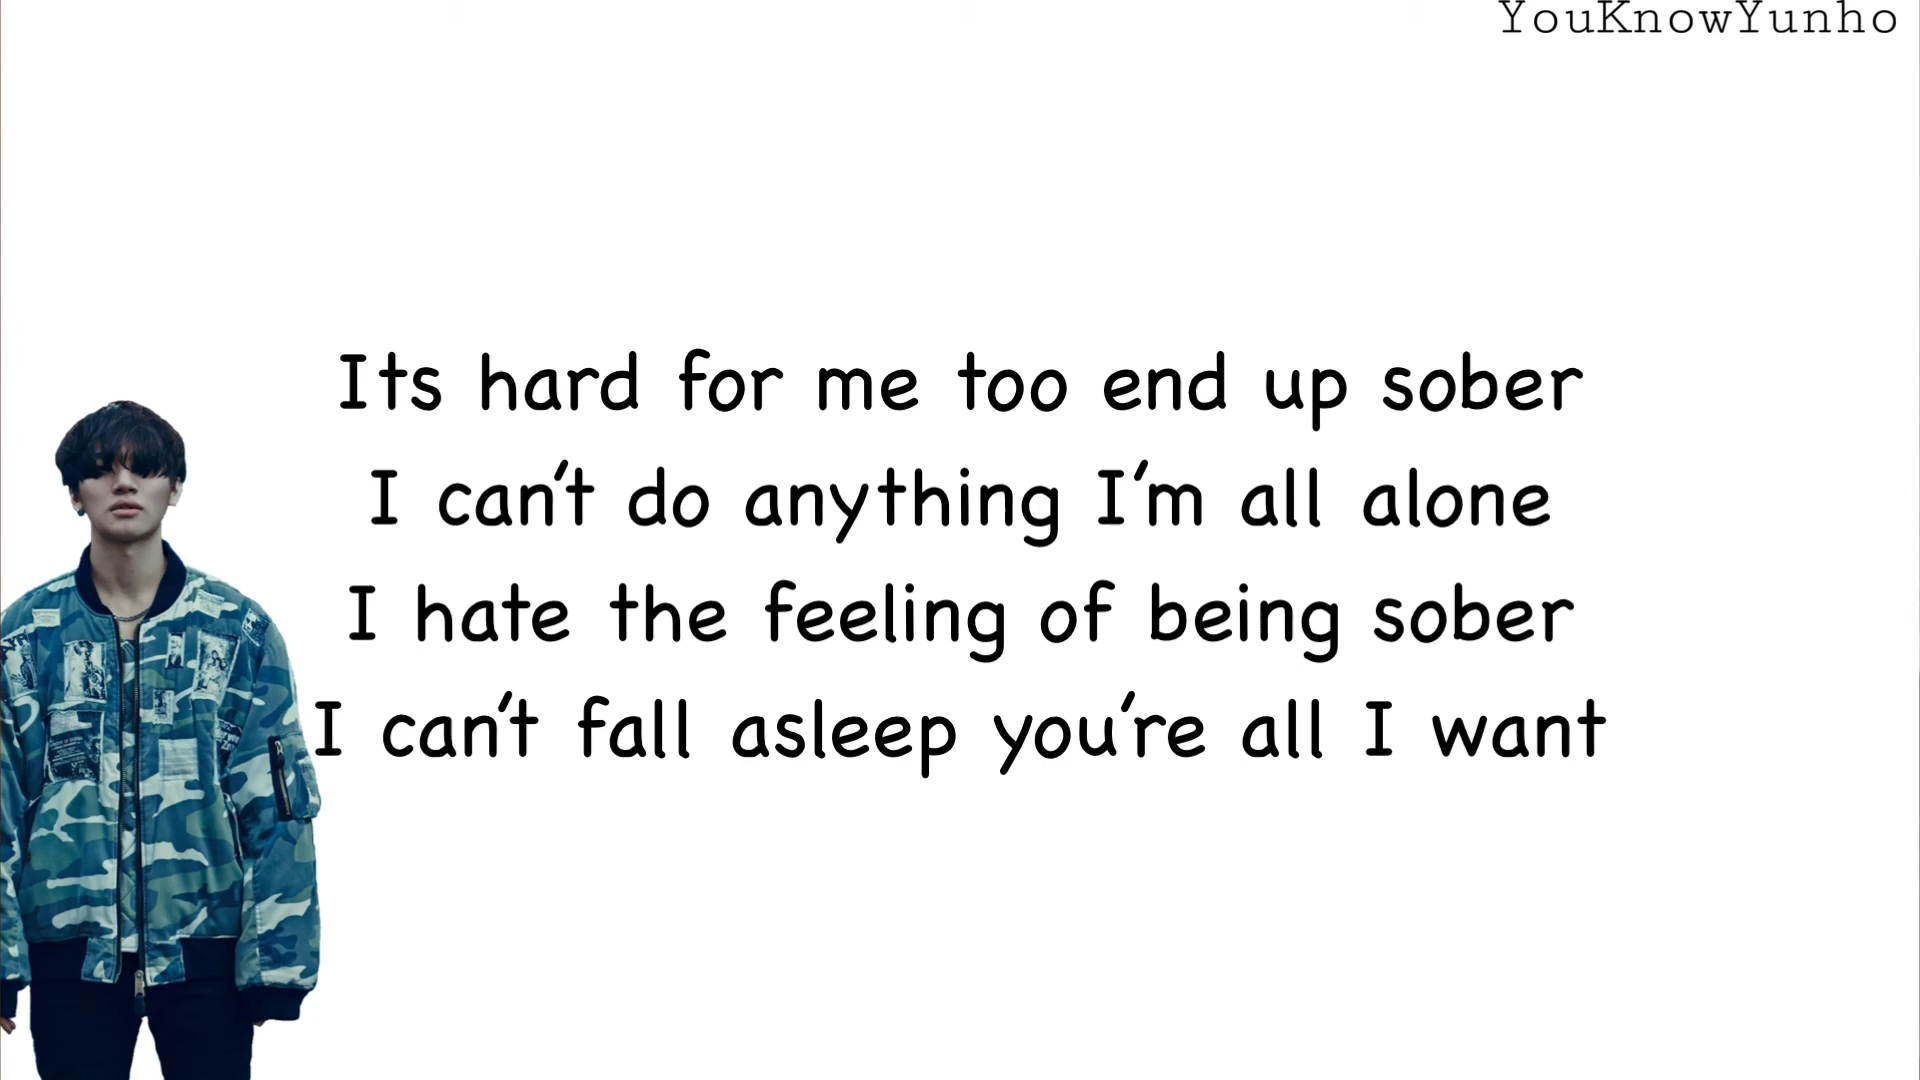 YouKnowYunho
Its hard for me too end up sober
I can't do anything I'm all alone
I hate the feeling of being sober
I can't fall asleep you're all I want